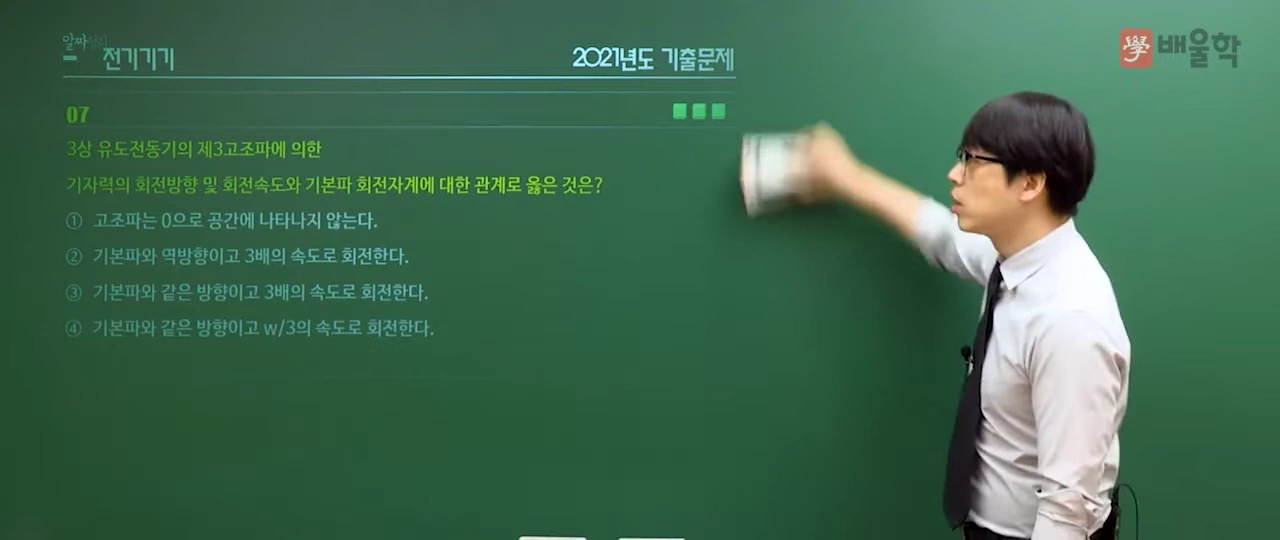 알짜
전기기기
2021년도 기출문제
學 배울학
07
3상 유도전동기의 제3고조파에 의한
기자력의 회전방향 및 회전속도와 기본파 회전자계에 대한 관계로 옳은 것은?
① 고조파는 0으로 공간에 나타나지 않는다.
② 기본파와 역방향이고 3배의 속도로 회전한다.
③ 기본파와 같은 방향이고 3배의 속도로 회전한다.
④ 기본파와 같은 방향이고 w/3의 속도로 회전한다.